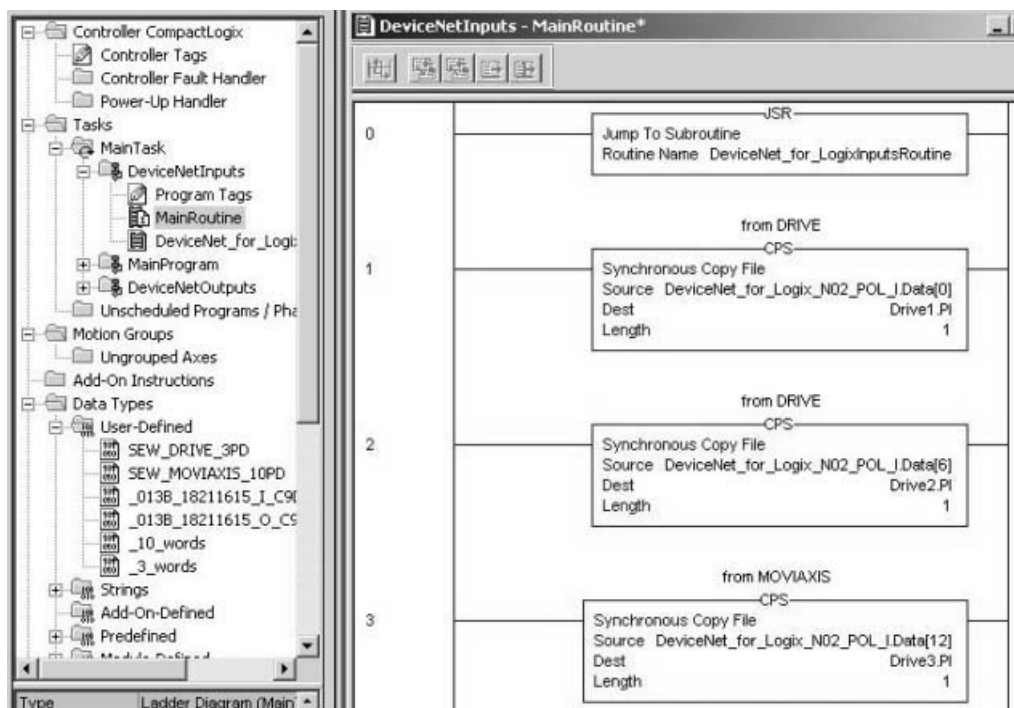 Controller CompactLogix
Controller Tags
Controller Fault Handler
Power-Up Handler
Tasks
MainTask
DeviceNetInputs
Program Tags
MainRoutine
DeviceNet_for_Logi
MainProgram
DeviceNetOutputs
Unscheduled Programs / Pha
Motion Groups
Ungrouped Axes
Add-On Instructions
Data Types
User-Defined
SEW_DRIVE_3PD
SEW_MOVIAXIS_10PD
_013B_18211615_I_C9
_013B_18211615_O_C9
_10_words
_3_words
Strings
Add-On-Defined
Predefined
Type Ladder Diagram (Main
DeviceNetInputs - MainRoutine*
0
JSR
Jump To Subroutine
Routine Name DeviceNet_for_LogixInputsRoutine
from DRIVE
CPS
1
Synchronous Copy File
Source DeviceNet_for_Logix_N02_POL_I.Data[0]
Dest Drive1.PI
Length 1
from DRIVE
CPS
2
Synchronous Copy File
Source DeviceNet_for_Logix_N02_POL_I.Data[6]
Dest Drive2.PI
Length 1
from MOVIAXIS
CPS
3
Synchronous Copy File
Source DeviceNet_for_Logix_N02_POL_I.Data[12]
Dest Drive3.PI
Length 1